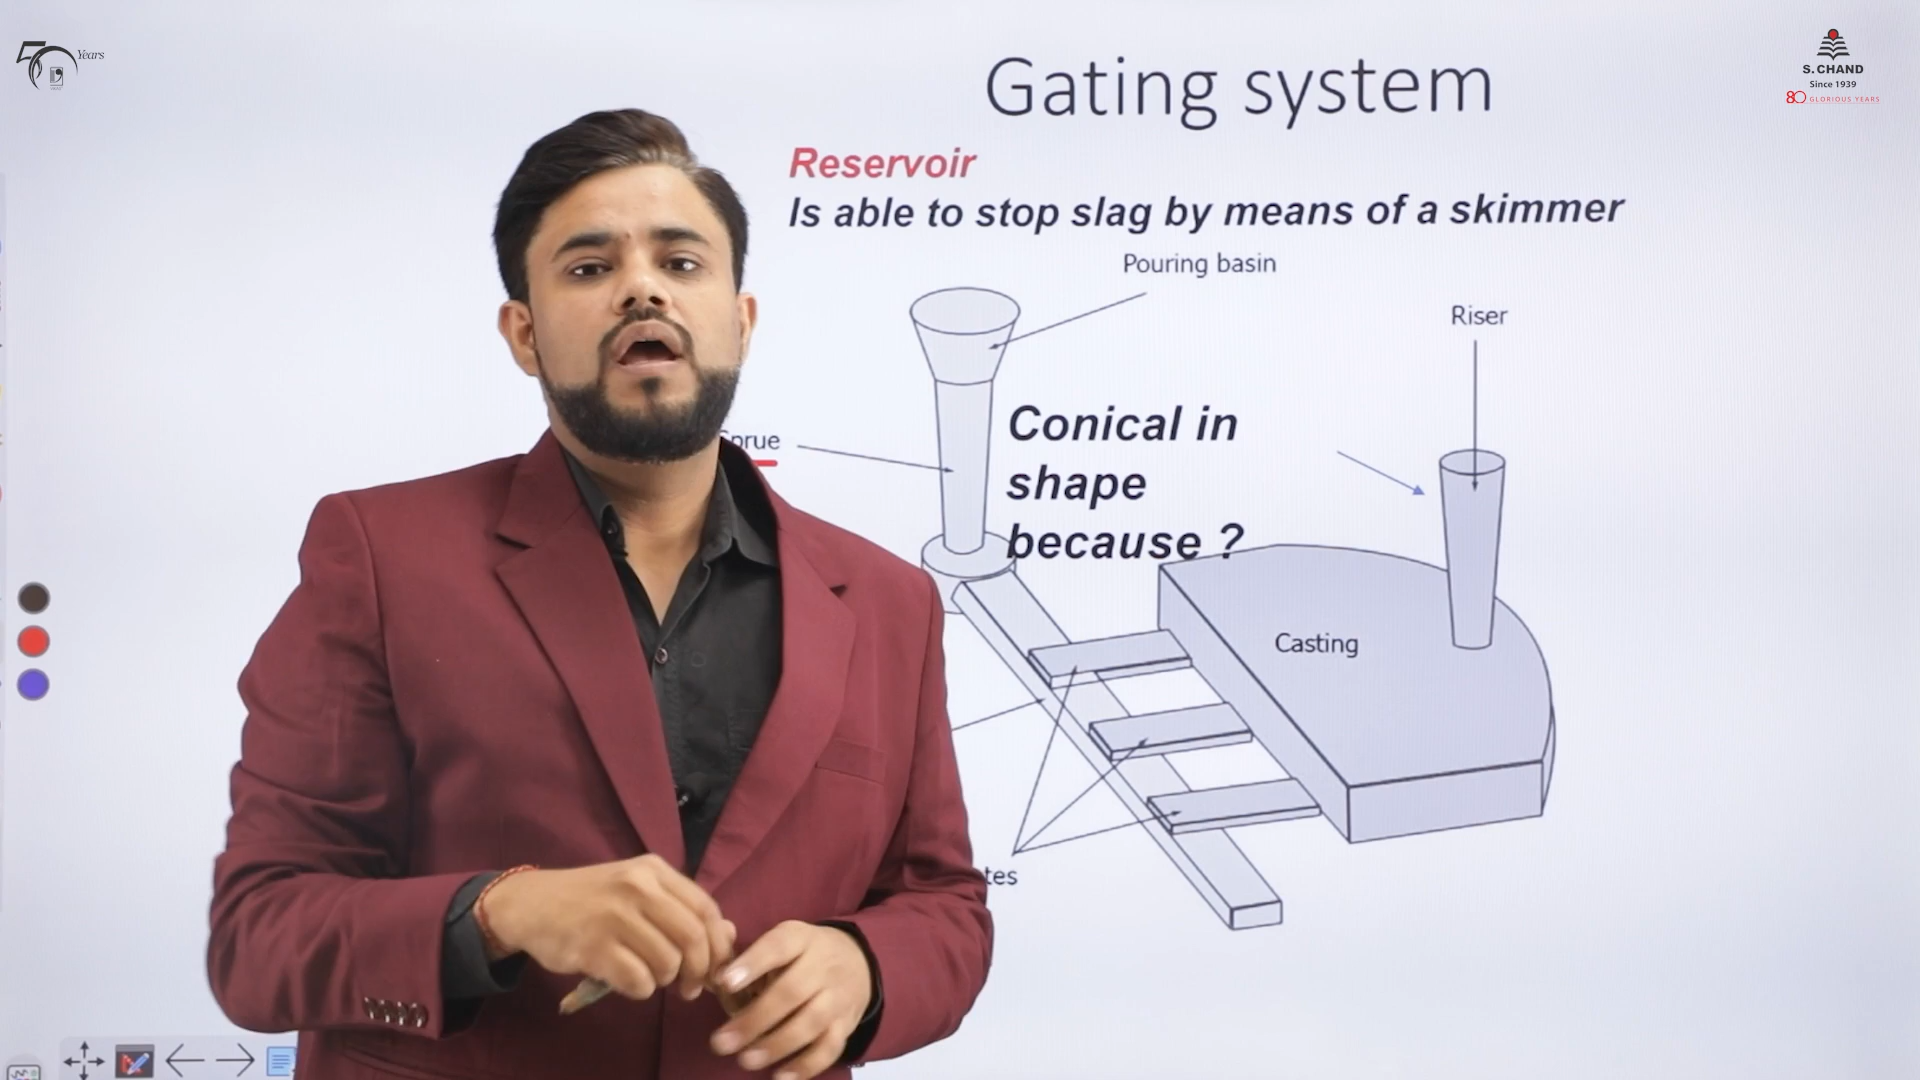 50 Years
S. CHAND
Since 1939
80 GLORIOUS YEARS
Gating system
Reservoir
Is able to stop slag by means of a skimmer
Pouring basin
Riser
Conical in
shape
because ?
Casting